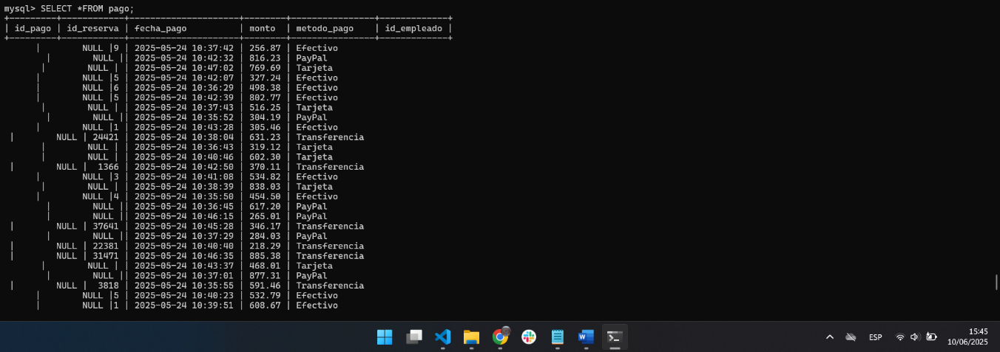 mysql> SELECT *FROM pago;
+---------+------------+---------------------+--------+---------------+-------------+
| id_pago | id_reserva | fecha_pago          | monto  | metodo_pago   | id_empleado |
+---------+------------+---------------------+--------+---------------+-------------+
      |        NULL |9 | 2025-05-24 10:37:42 | 256.87 | Efectivo
        |        NULL || 2025-05-24 10:42:32 | 816.23 | PayPal
       |        NULL | | 2025-05-24 10:47:02 | 769.69 | Tarjeta
      |        NULL |5 | 2025-05-24 10:42:07 | 327.24 | Efectivo
      |        NULL |6 | 2025-05-24 10:36:29 | 498.38 | Efectivo
      |        NULL |5 | 2025-05-24 10:42:39 | 802.77 | Efectivo
       |        NULL | | 2025-05-24 10:37:43 | 516.25 | Tarjeta
        |        NULL || 2025-05-24 10:35:52 | 304.19 | PayPal
      |        NULL |1 | 2025-05-24 10:43:28 | 305.46 | Efectivo
 |        NULL | 24421 | 2025-05-24 10:38:04 | 631.23 | Transferencia
       |        NULL | | 2025-05-24 10:36:43 | 319.12 | Tarjeta
       |        NULL | | 2025-05-24 10:40:46 | 602.30 | Tarjeta
 |        NULL |  1366 | 2025-05-24 10:42:50 | 370.11 | Transferencia
      |        NULL |3 | 2025-05-24 10:41:08 | 534.82 | Efectivo
       |        NULL | | 2025-05-24 10:38:39 | 838.03 | Tarjeta
      |        NULL |4 | 2025-05-24 10:35:50 | 454.50 | Efectivo
        |        NULL || 2025-05-24 10:36:45 | 617.20 | PayPal
        |        NULL || 2025-05-24 10:46:15 | 265.01 | PayPal
 |        NULL | 37641 | 2025-05-24 10:45:28 | 346.17 | Transferencia
        |        NULL || 2025-05-24 10:37:29 | 284.03 | PayPal
 |        NULL | 22381 | 2025-05-24 10:40:40 | 218.29 | Transferencia
 |        NULL | 31471 | 2025-05-24 10:46:35 | 885.38 | Transferencia
       |        NULL | | 2025-05-24 10:43:37 | 468.01 | Tarjeta
        |        NULL || 2025-05-24 10:37:01 | 877.31 | PayPal
 |        NULL |  3818 | 2025-05-24 10:35:55 | 591.46 | Transferencia
      |        NULL |5 | 2025-05-24 10:40:23 | 532.79 | Efectivo
      |        NULL |1 | 2025-05-24 10:39:51 | 608.67 | Efectivo
ESP
15:45
10/06/2025